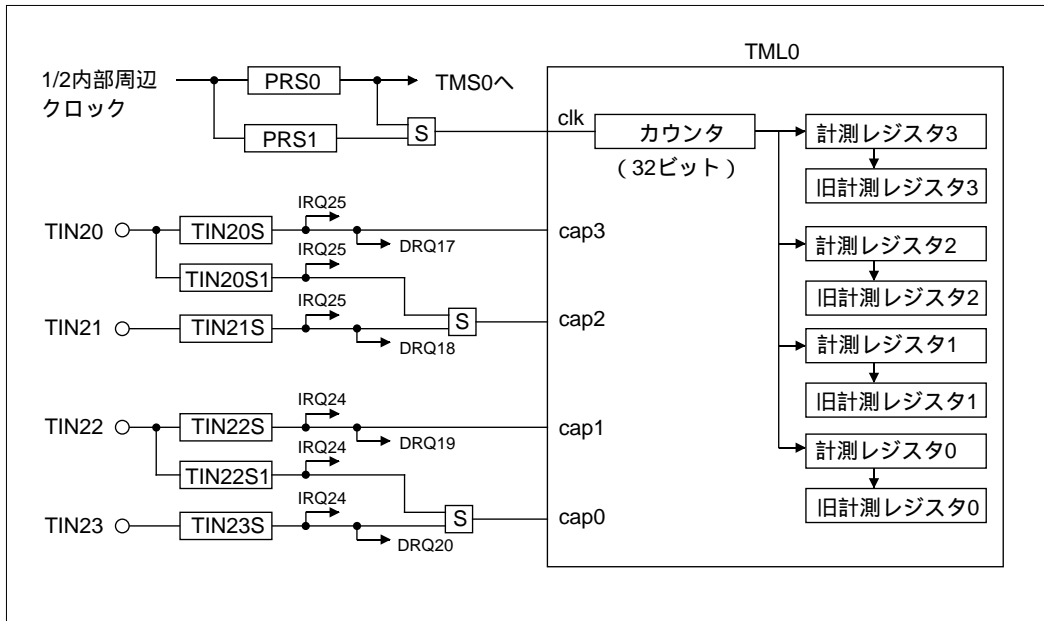 TML0
1/2内部周辺
クロック
PRS0
TMS0へ
PRS1
S
clk
カウンタ
(32ビット)
計測レジスタ3
旧計測レジスタ3
TIN20
TIN20S
IRQ25
DRQ17
cap3
TIN20S1
IRQ25
S
cap2
TIN21
TIN21S
IRQ25
DRQ18
計測レジスタ2
旧計測レジスタ2
計測レジスタ1
旧計測レジスタ1
TIN22
TIN22S
IRQ24
DRQ19
cap1
TIN22S1
IRQ24
S
cap0
TIN23
TIN23S
IRQ24
DRQ20
計測レジスタ0
旧計測レジスタ0